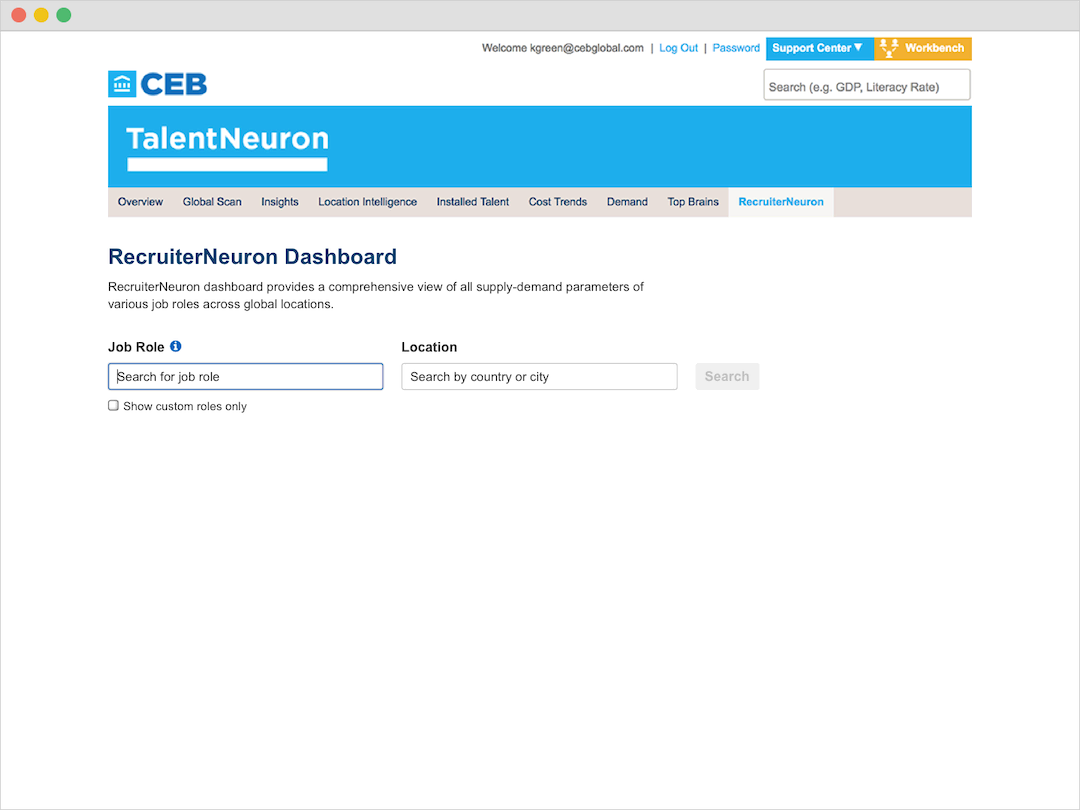 Welcome kgreen@cebglobal.com | Log Out | Password Support Center ▼ Workbench
CEB
Search (e.g. GDP, Literacy Rate)
TalentNeuron
Overview Global Scan Insights Location Intelligence Installed Talent Cost Trends Demand Top Brains RecruiterNeuron
RecruiterNeuron Dashboard
RecruiterNeuron dashboard provides a comprehensive view of all supply-demand parameters of
various job roles across global locations.
Job Role i Location
Search for job role Search by country or city Search
Show custom roles only